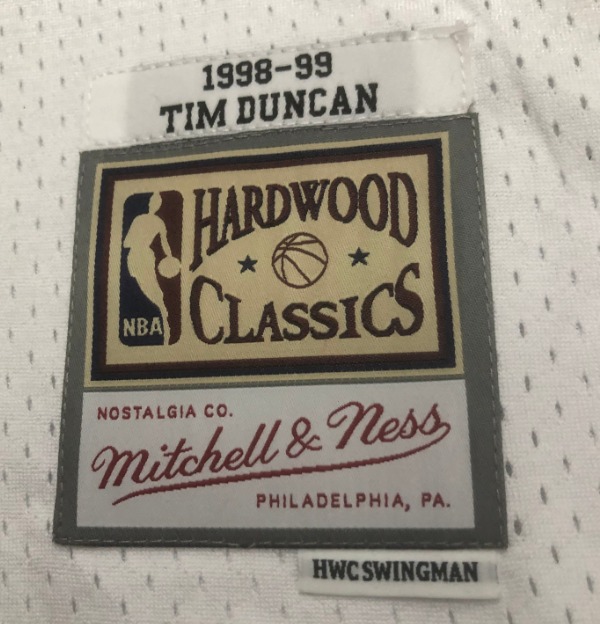 1998-99
TIM DUNCAN
HARDWOOD
CLASSICS
NBA
NOSTALGIA CO.
Mitchell & Ness
PHILADELPHIA, PA.
HWC SWINGMAN